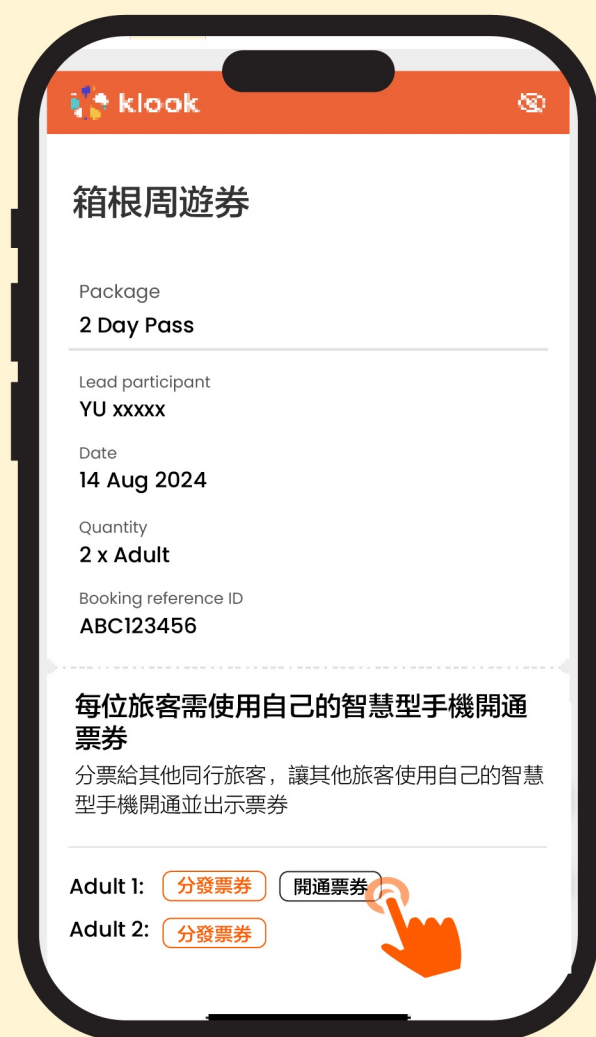 klook
箱根周遊券
Package
2 Day Pass
Lead participant
YU xxxxx
Date
14 Aug 2024
Quantity
2 x Adult
Booking reference ID
ABC123456
每位旅客需使用自己的智慧型手機開通
票券
分票給其他同行旅客，讓其他旅客使用自己的智慧
型手機開通並出示票券
Adult 1: 分發票券 開通票券
Adult 2: 分發票券